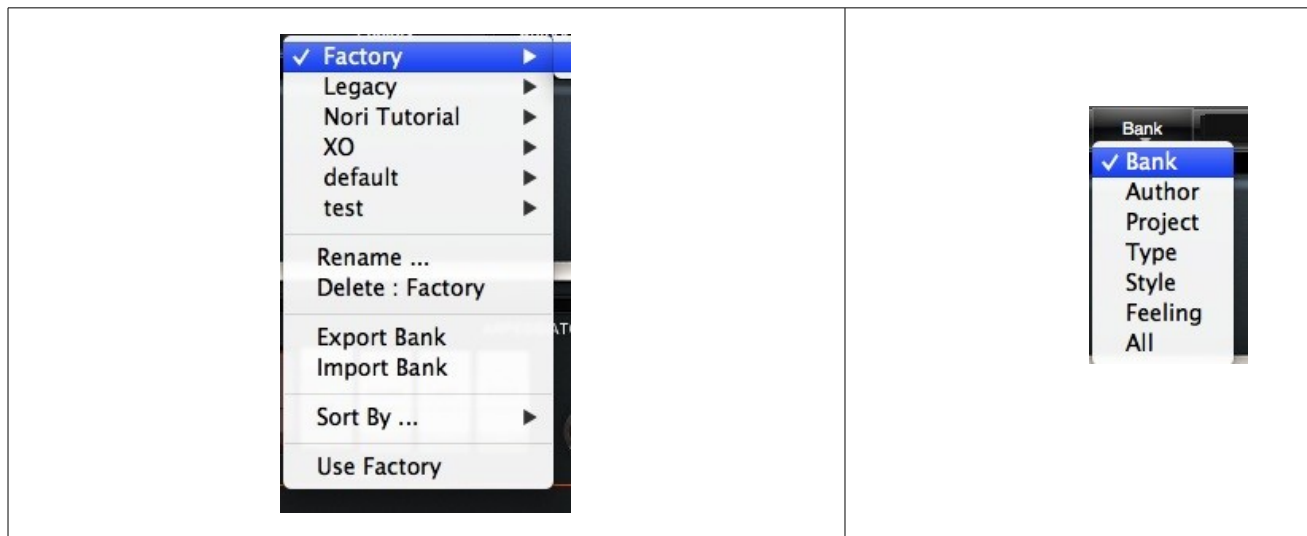 Factory
Legacy
Nori Tutorial
XO
default
test
Rename ...
Delete : Factory
Export Bank
Import Bank
Sort By ...
Use Factory
Bank
Bank
Author
Project
Type
Style
Feeling
All